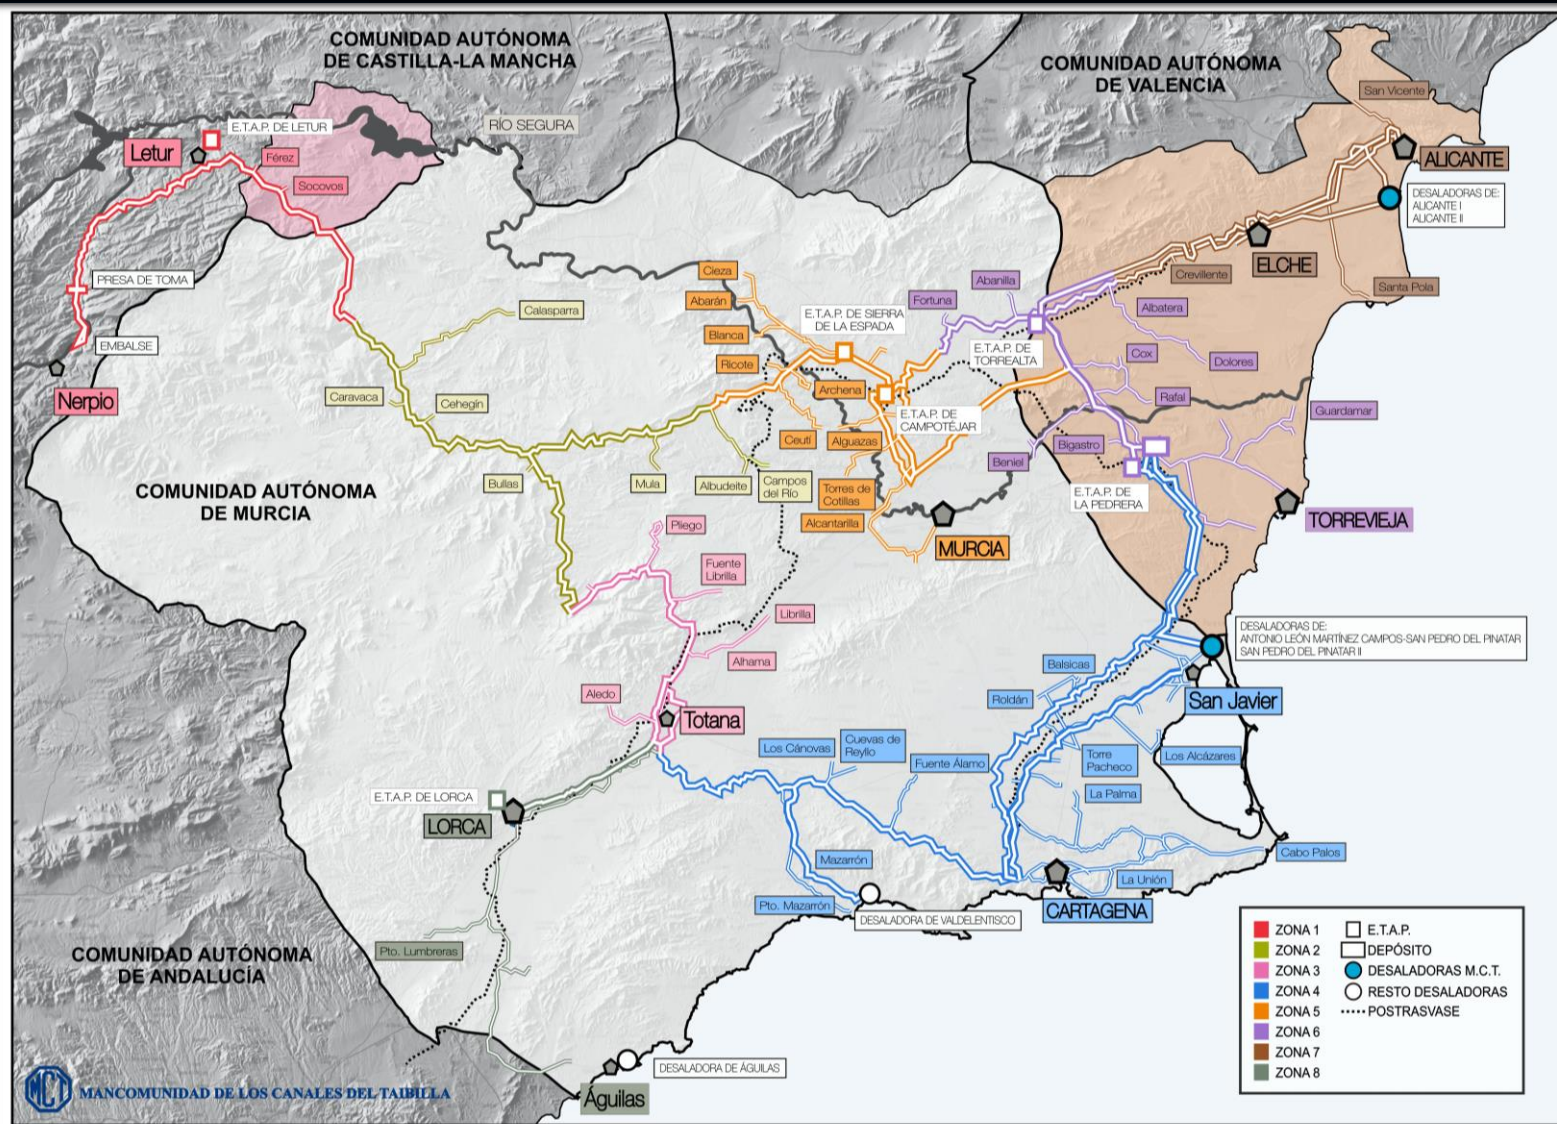 COMUNIDAD AUTÓNOMA
DE CASTILLA-LA MANCHA
COMUNIDAD AUTÓNOMA
DE VALENCIA
San Vicente
E.T.A.P. DE LETUR
RÍO SEGURA
Letur
Férez
Socovos
ALICANTE
DESALADORAS DE:
ALICANTE I
ALICANTE II
ELCHE
Crevillente
Santa Pola
PRESA DE TOMA
EMBALSE
Nerpio
Cieza
Abarán
Blanca
Ricote
Archena
E.T.A.P. DE SIERRA
DE LA ESPADA
Fortuna
Abanilla
E.T.A.P. DE
TORREALTA
Albatera
Dolores
Cox
Rafal
Guardamar
Calasparra
Caravaca
Cehegín
E.T.A.P. DE
CAMPOTÉJAR
Ceutí
Alguazas
Bigastro
Beniel
Bullas
Mula
Albudeite
Campos
del Río
Torres de
Cotillas
Alcantarilla
E.T.A.P. DE
LA PEDRERA
COMUNIDAD AUTÓNOMA
DE MURCIA
MURCIA
TORREVIEJA
Pliego
Fuente
Librilla
Librilla
Alhama
Aledo
Totana
DESALADORAS DE:
ANTONIO LEÓN MARTÍNEZ CAMPOS-SAN PEDRO DEL PINATAR
SAN PEDRO DEL PINATAR II
Balsicas
Roldán
San Javier
Los Cánovas
Cuevas de
Reyllo
Fuente Álamo
Torre
Pacheco
Los Alcázares
La Palma
E.T.A.P. DE LORCA
LORCA
Mazarrón
Pto. Mazarrón
DESALADORA DE VALDELENTISCO
CARTAGENA
La Unión
Cabo Palos
Pto. Lumbreras
COMUNIDAD AUTÓNOMA
DE ANDALUCÍA
DESALADORA DE ÁGUILAS
Águilas
MCT MANCOMUNIDAD DE LOS CANALES DEL TAIBILLA
ZONA 1
ZONA 2
ZONA 3
ZONA 4
ZONA 5
ZONA 6
ZONA 7
ZONA 8
E.T.A.P.
DEPÓSITO
DESALADORAS M.C.T.
RESTO DESALADORAS
POSTRASVASE